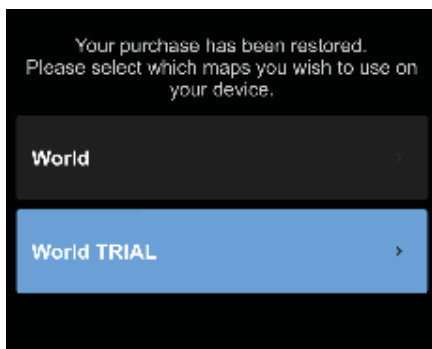 Your purchase has been restored.
Please select which maps you wish to use on
your device.
World
World TRIAL